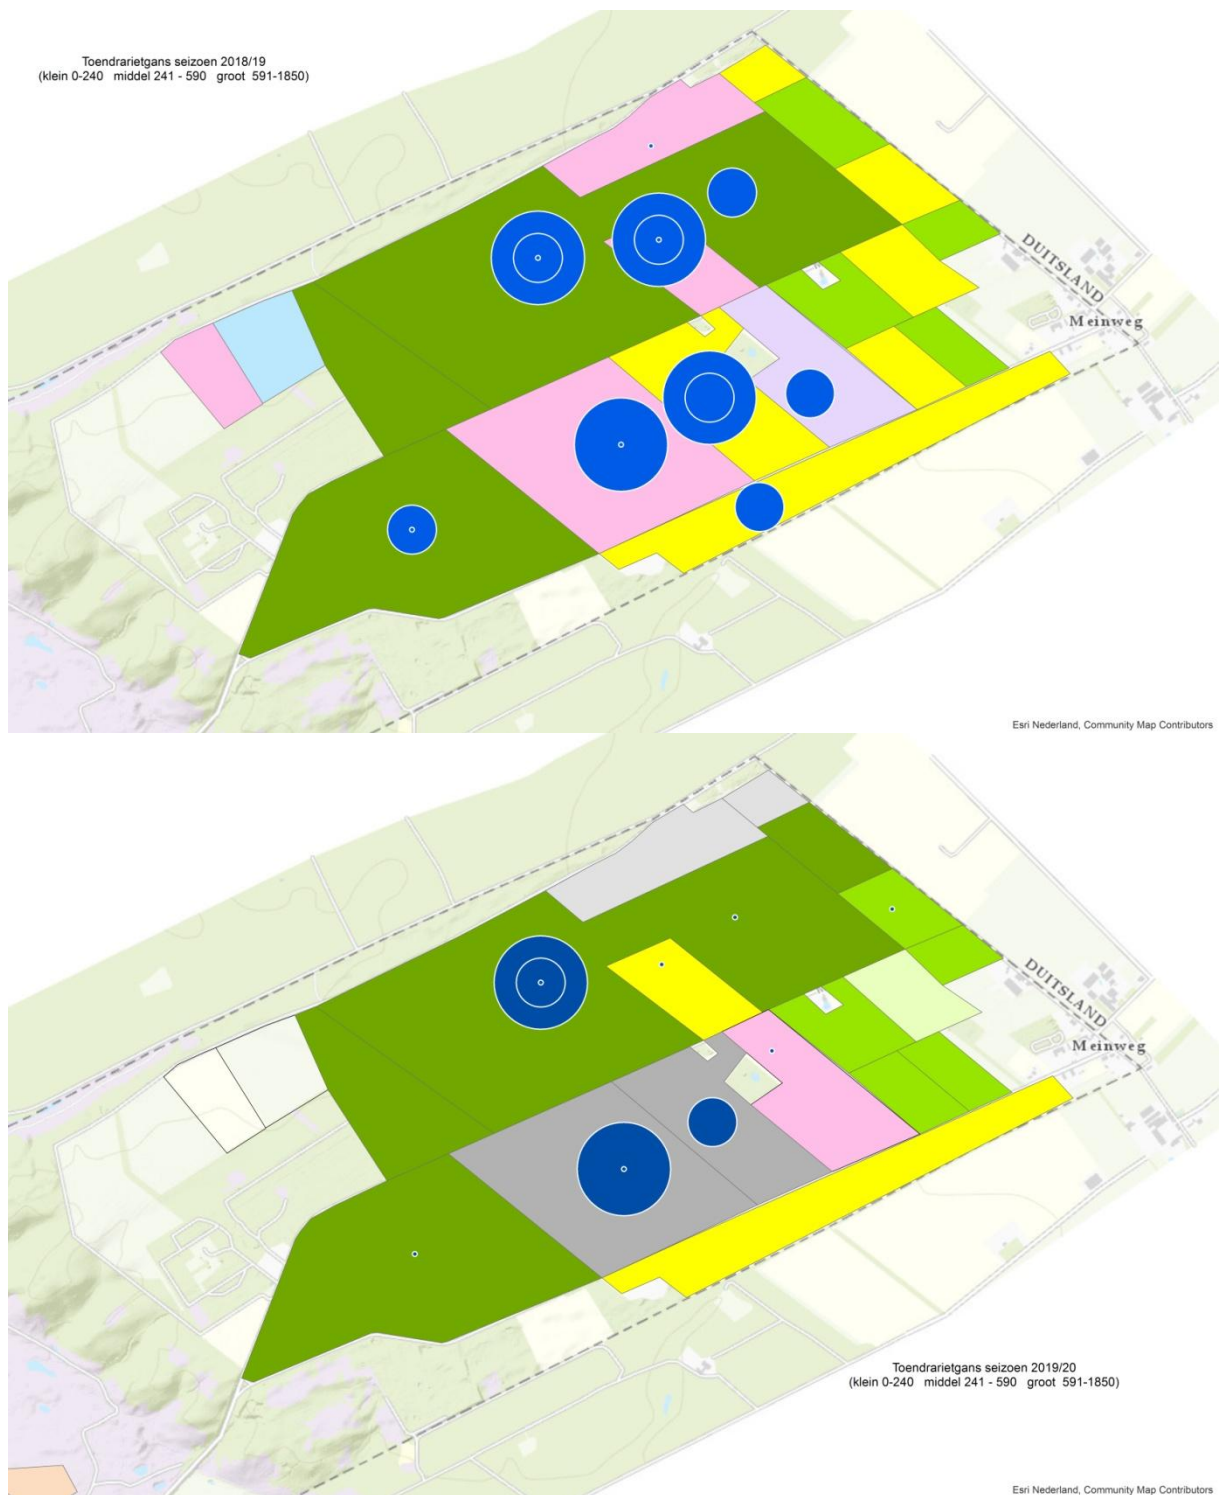 Toendrarietgans seizoen 2018/19
(klein 0-240 middel 241 - 590 groot 591-1850)
DUITSLAND
Meinweg
Esri Nederland, Community Map Contributors
DUITSLAND
Meinweg
Toendrarietgans seizoen 2019/20
(klein 0-240 middel 241 - 590 groot 591-1850)
Esri Nederland, Community Map Contributors